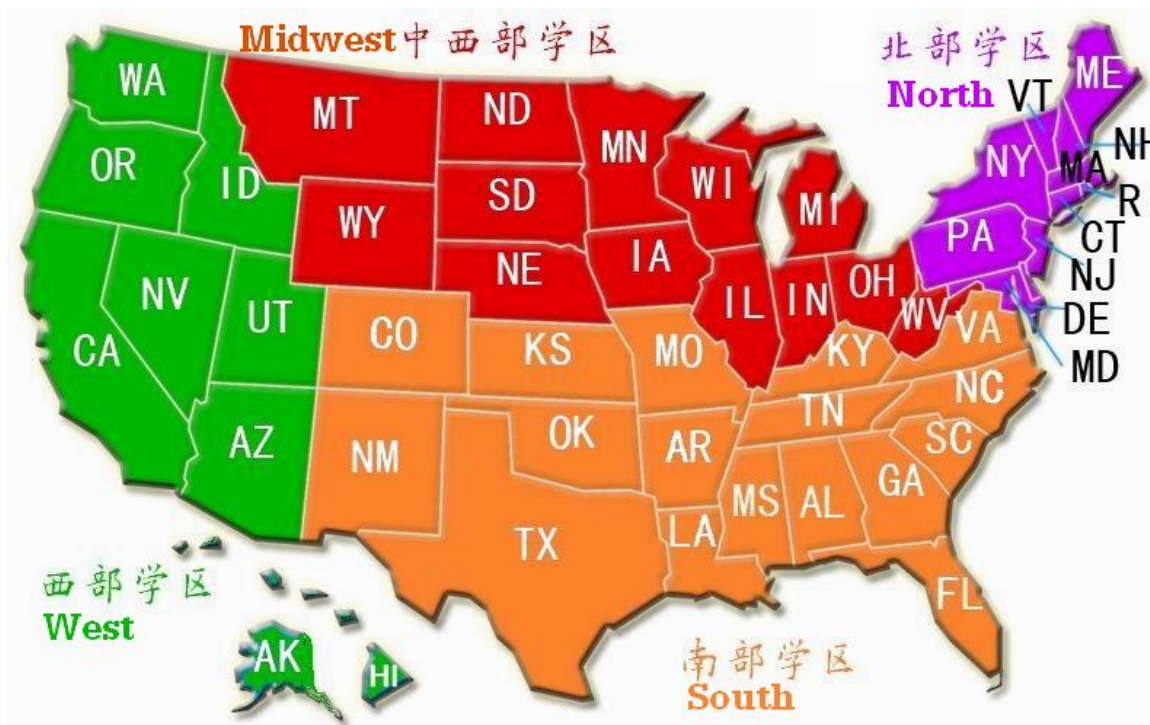 Midwest中西部学区
北部学区
North
WA
MT
ND
MN
VT
ME
OR
ID
SD
WI
MI
NY
MA
NH
WY
R
NE
IA
PA
CT
NV
UT
IL
IN
OH
NJ
CA
CO
KS
MO
KY
WV
VA
DE
MD
AZ
NM
OK
AR
TN
NC
SC
TX
LA
MS
AL
GA
FL
西部学区
West
AK
HI
南部学区
South